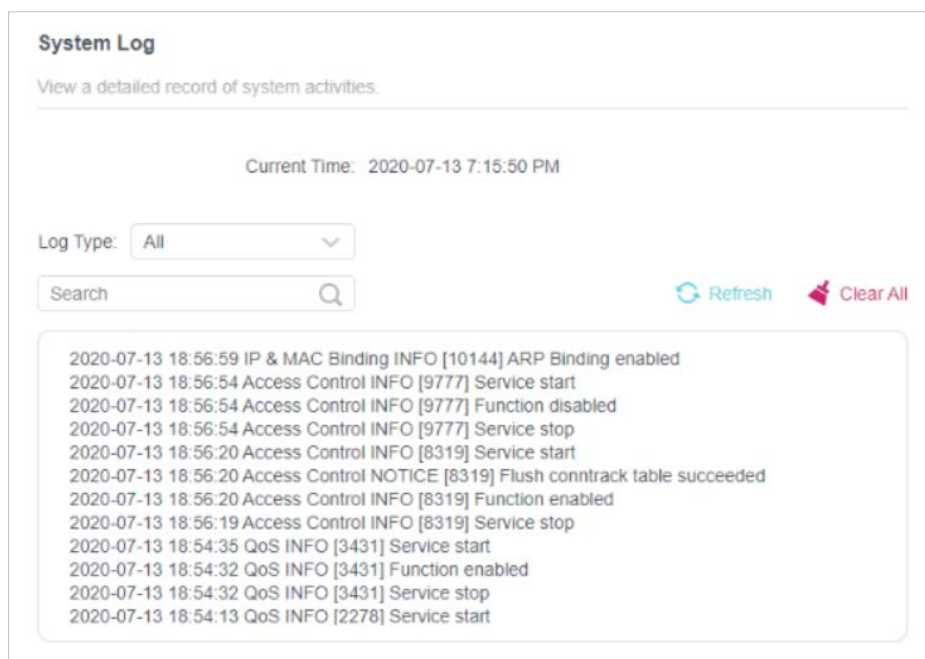 System Log
View a detailed record of system activities.
Current Time: 2020-07-13 7:15:50 PM
Log Type: All
Search
Refresh
Clear All
2020-07-13 18:56:59 IP & MAC Binding INFO [10144] ARP Binding enabled
2020-07-13 18:56:54 Access Control INFO [9777] Service start
2020-07-13 18:56:54 Access Control INFO [9777] Function disabled
2020-07-13 18:56:54 Access Control INFO [9777] Service stop
2020-07-13 18:56:20 Access Control INFO [8319] Service start
2020-07-13 18:56:20 Access Control NOTICE [8319] Flush conntrack table succeeded
2020-07-13 18:56:20 Access Control INFO [8319] Function enabled
2020-07-13 18:56:19 Access Control INFO [8319] Service stop
2020-07-13 18:54:35 QoS INFO [3431] Service start
2020-07-13 18:54:32 QoS INFO [3431] Function enabled
2020-07-13 18:54:32 QoS INFO [3431] Service stop
2020-07-13 18:54:13 QoS INFO [2278] Service start